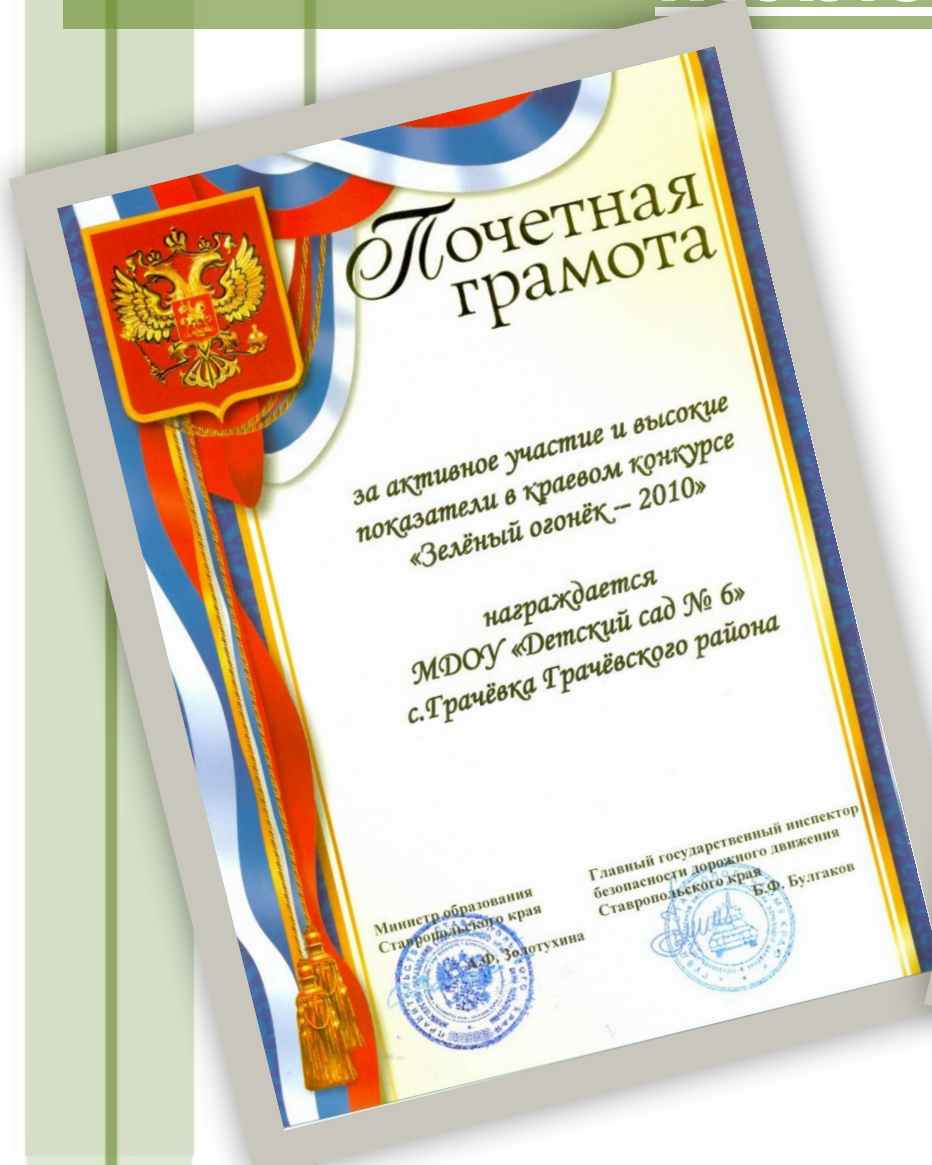 Почетная
грамота
за активное участие и высокие
показатели в краевом конкурсе
«Зелёный огонёк – 2010»
награждается
МДОУ «Детский сад № 6»
с.Грачёвка Грачёвского района
Министр образования
Ставропольского края
А.Ф. Золотухина
Главный государственный инспектор
безопасности дорожного движения
Ставропольского края
Б.Ф. Булгаков